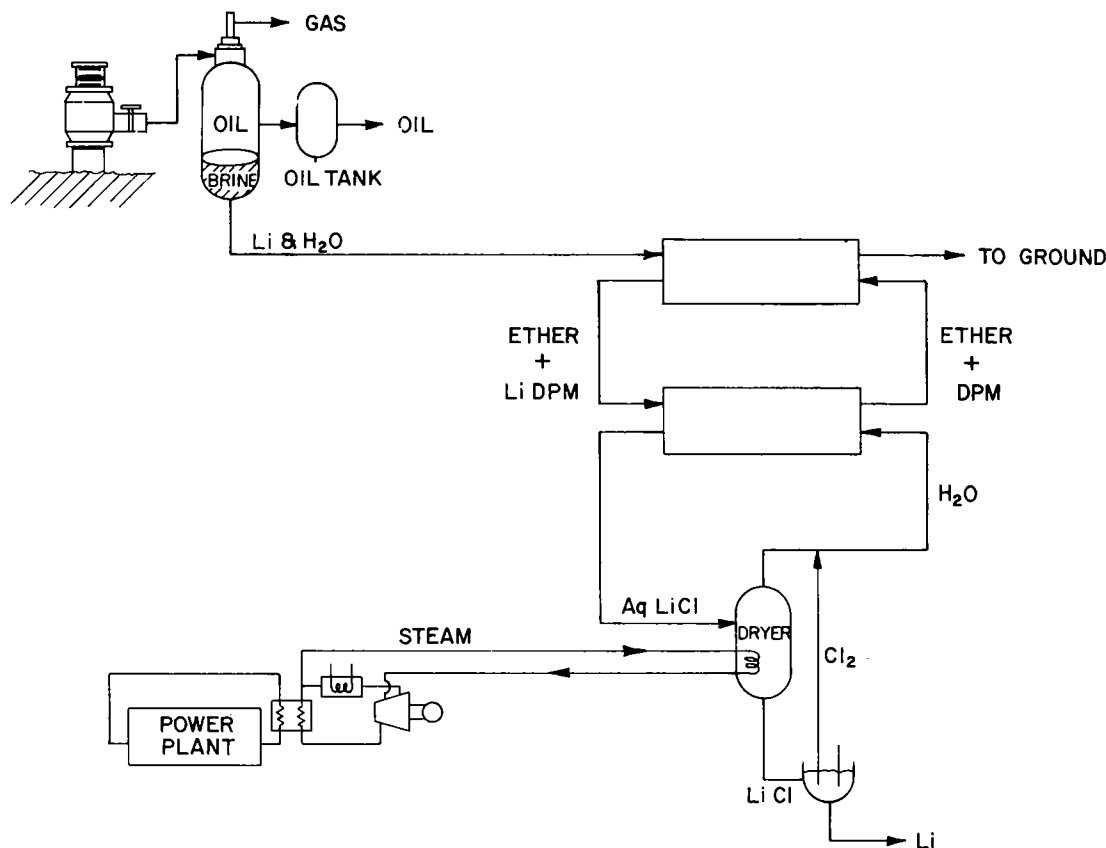 GAS
OIL
OIL
BRINE
OIL TANK
Li & H₂O
TO GROUND
ETHER
+
Li DPM
ETHER
+
DPM
H₂O
Aq LiCl
DRYER
STEAM
Cl₂
POWER
PLANT
LiCl
Li